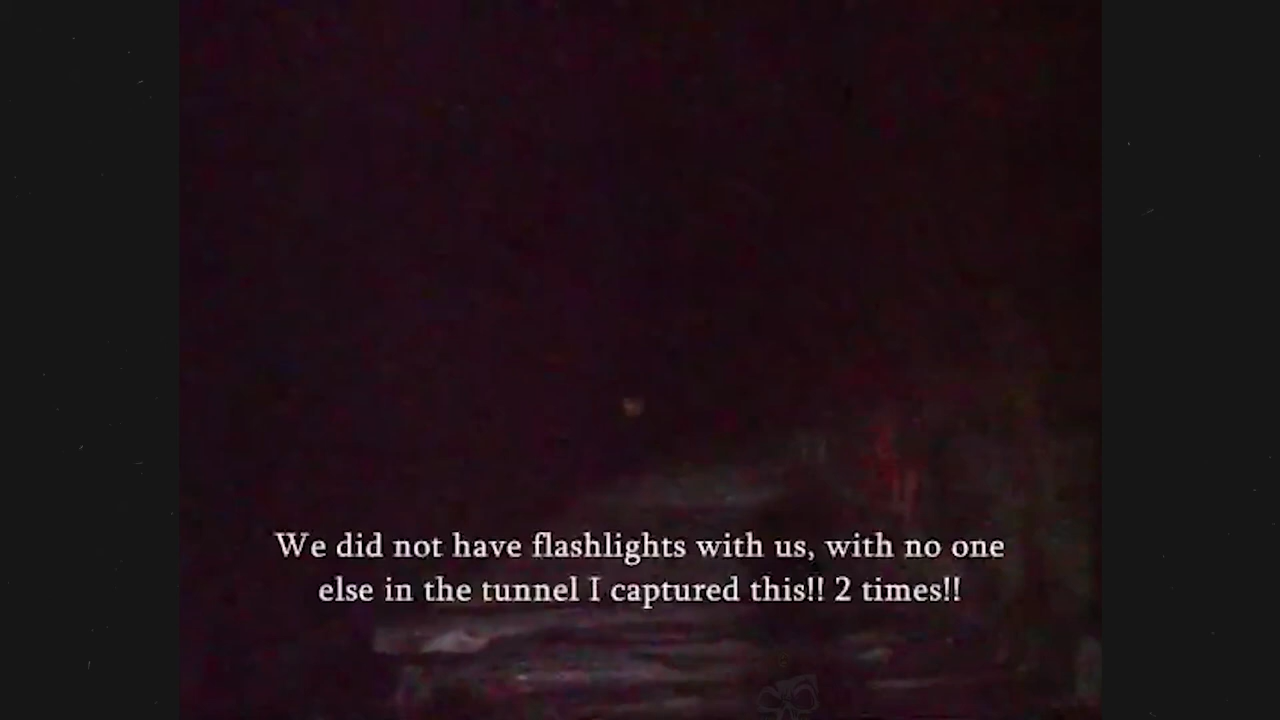 We did not have flashlights with us, with no one
else in the tunnel I captured this!! 2 times!!